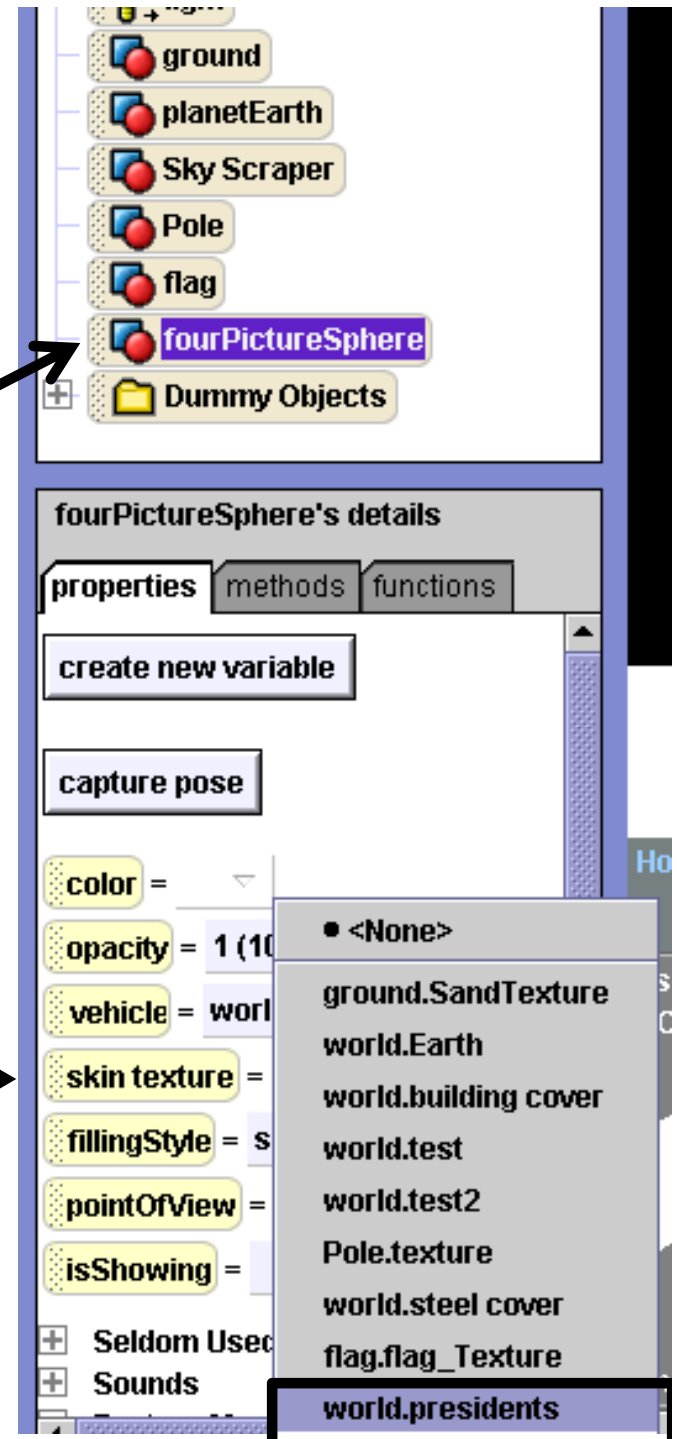 light
ground
planetEarth
Sky Scraper
Pole
flag
fourPictureSphere
Dummy Objects
fourPictureSphere's details
properties methods functions
create new variable
capture pose
color =
opacity = 1 (10
vehicle = worl
skin texture =
fillingStyle = s
pointOfView =
isShowing =
Seldom Used
Sounds
Ho
s
C
<None>
ground.SandTexture
world.Earth
world.building cover
world.test
world.test2
Pole.texture
world.steel cover
flag.flag_Texture
world.presidents